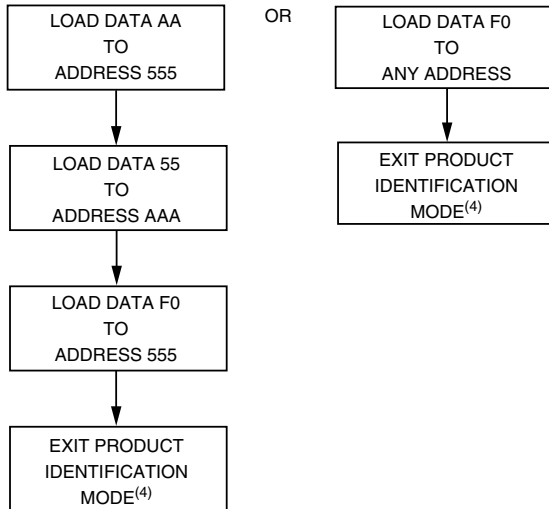 LOAD DATA AA
TO
ADDRESS 555
LOAD DATA 55
TO
ADDRESS AAA
LOAD DATA F0
TO
ADDRESS 555
EXIT PRODUCT
IDENTIFICATION
MODE(4)
OR
LOAD DATA F0
TO
ANY ADDRESS
EXIT PRODUCT
IDENTIFICATION
MODE(4)